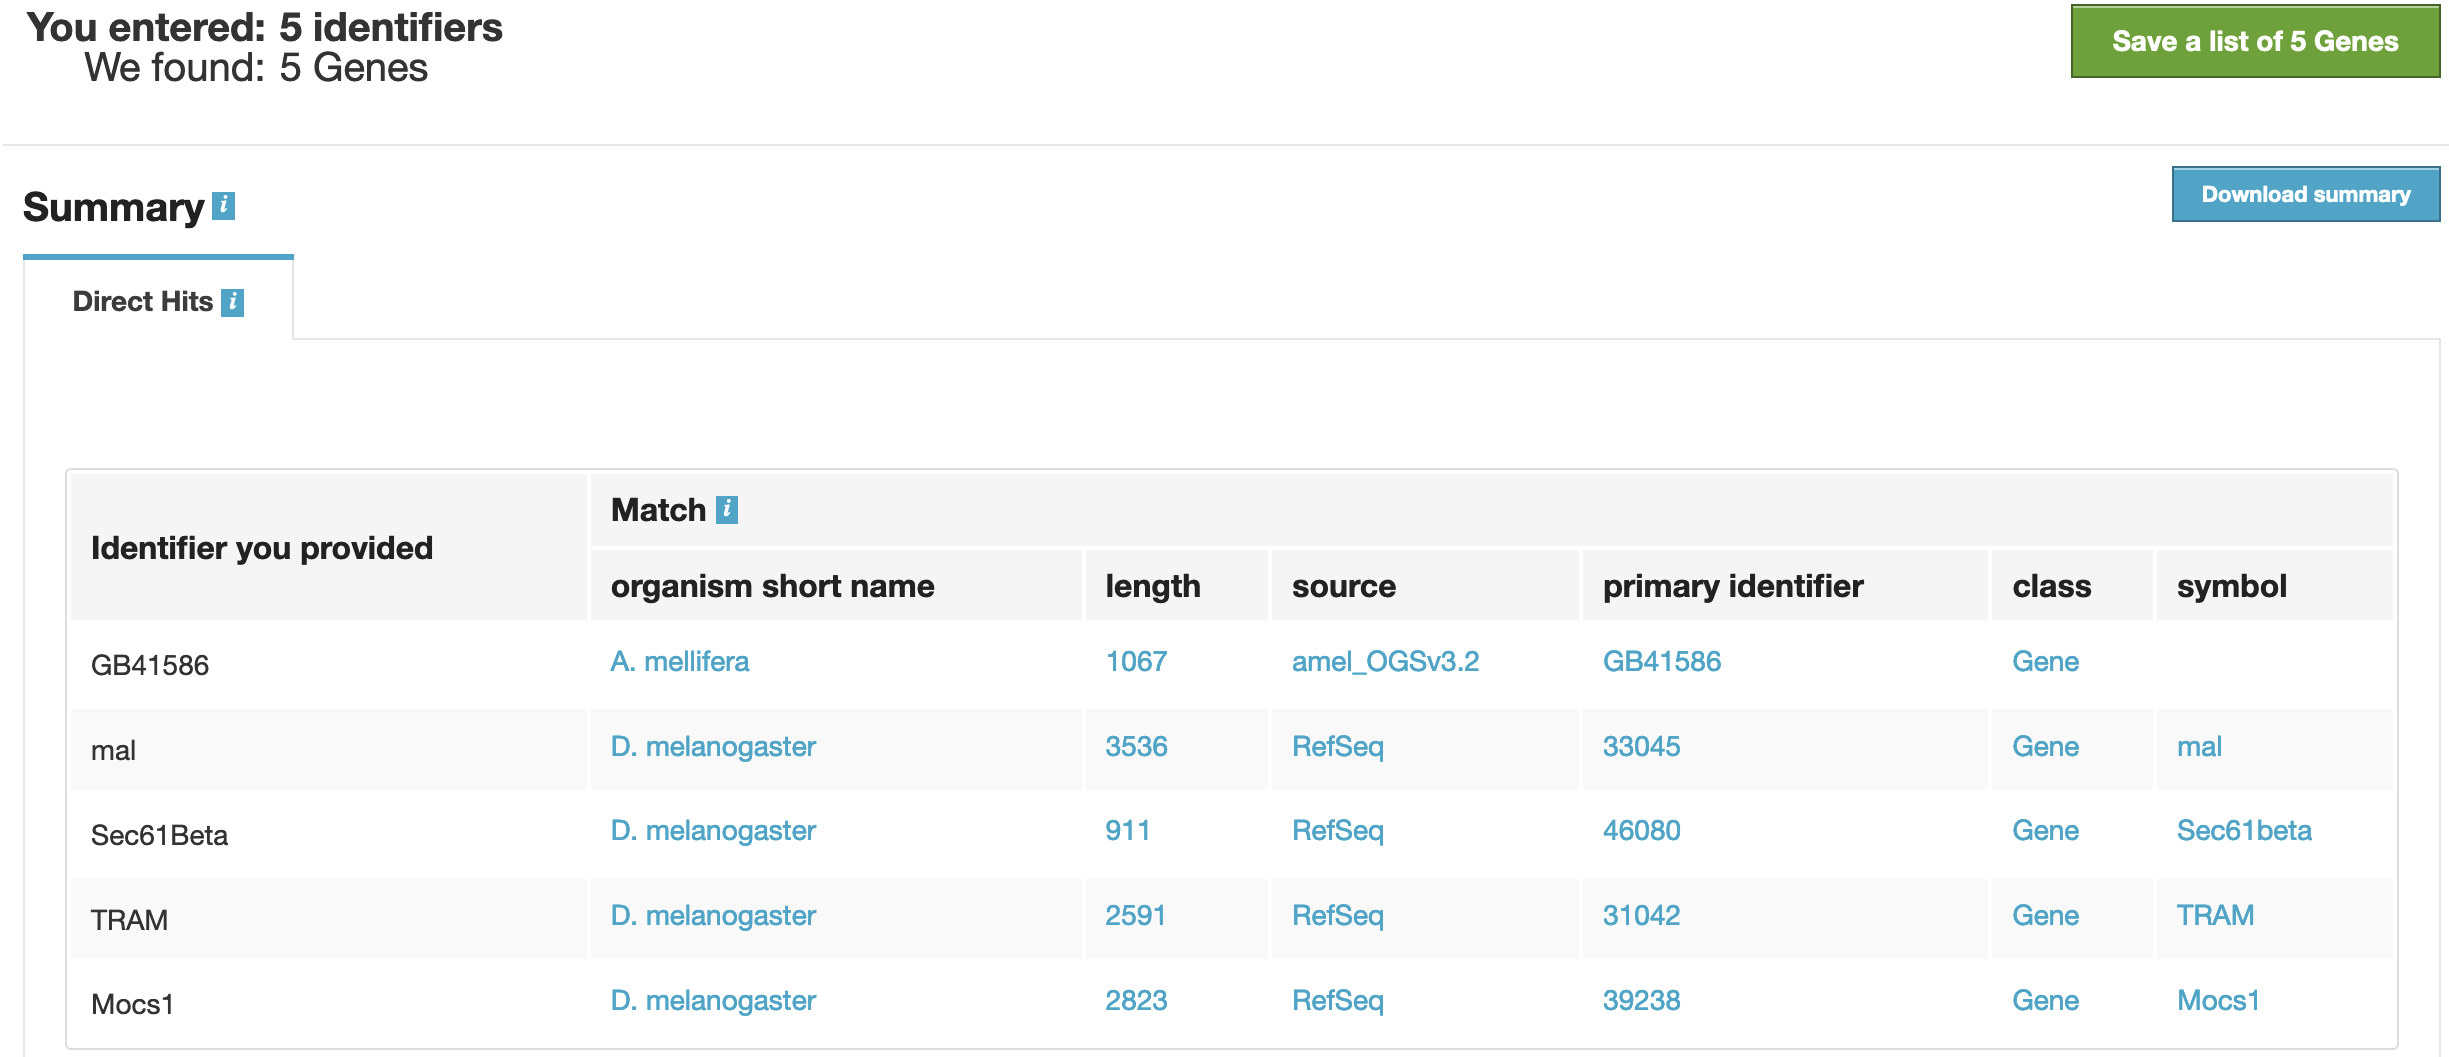 You entered: 5 identifiers
We found: 5 Genes
Save a list of 5 Genes
Summary i
Download summary
Direct Hits i
Identifier you provided
Match i
organism short name length source primary identifier class symbol
GB41586 A. mellifera 1067 amel_OGSv3.2 GB41586 Gene
mal D. melanogaster 3536 RefSeq 33045 Gene mal
Sec61Beta D. melanogaster 911 RefSeq 46080 Gene Sec61beta
TRAM D. melanogaster 2591 RefSeq 31042 Gene TRAM
Mocs1 D. melanogaster 2823 RefSeq 39238 Gene Mocs1